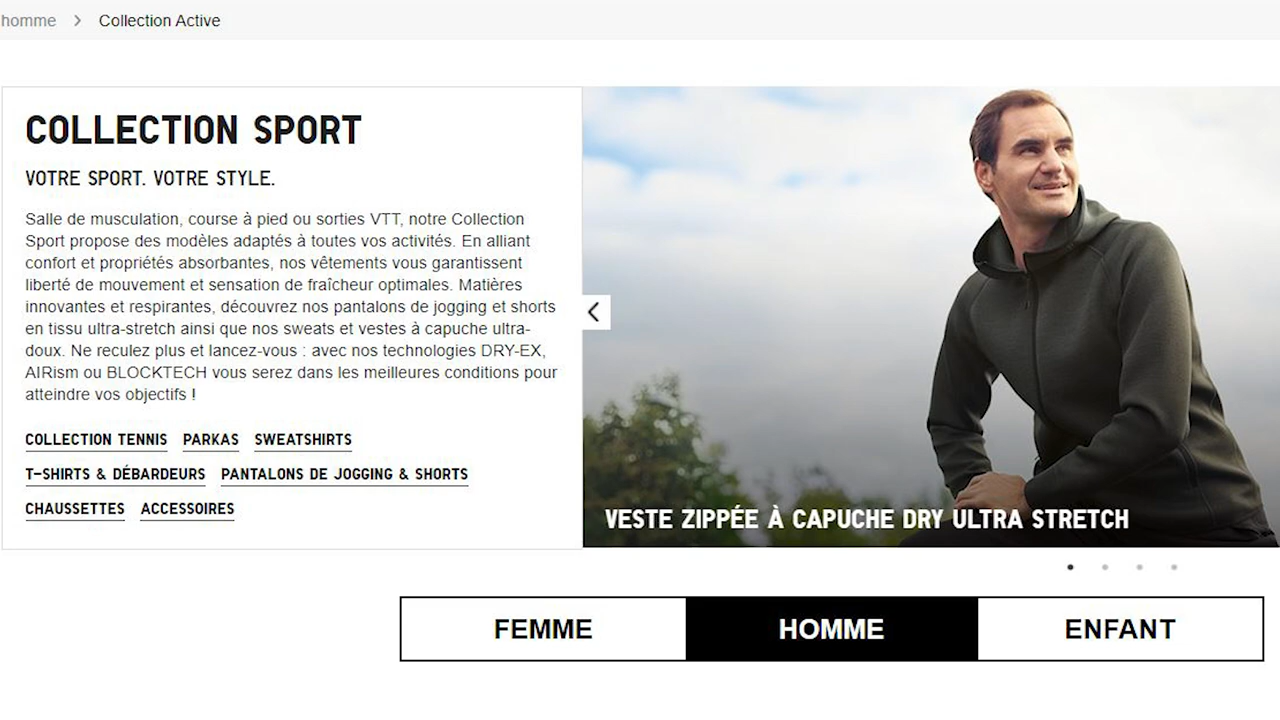 homme > Collection Active
COLLECTION SPORT
VOTRE SPORT. VOTRE STYLE.
Salle de musculation, course à pied ou sorties VTT, notre Collection
Sport propose des modèles adaptés à toutes vos activités. En alliant
confort et propriétés absorbantes, nos vêtements vous garantissent
liberté de mouvement et sensation de fraîcheur optimales. Matières
innovantes et respirantes, découvrez nos pantalons de jogging et shorts
en tissu ultra-stretch ainsi que nos sweats et vestes à capuche ultra-
doux. Ne reculez plus et lancez-vous : avec nos technologies DRY-EX,
AIRism ou BLOCKTECH vous serez dans les meilleures conditions pour
atteindre vos objectifs !
COLLECTION TENNIS PARKAS SWEATSHIRTS
T-SHIRTS & DÉBARDEURS PANTALONS DE JOGGING & SHORTS
CHAUSSETTES ACCESSOIRES
VESTE ZIPPÉE À CAPUCHE DRY ULTRA STRETCH
FEMME HOMME ENFANT